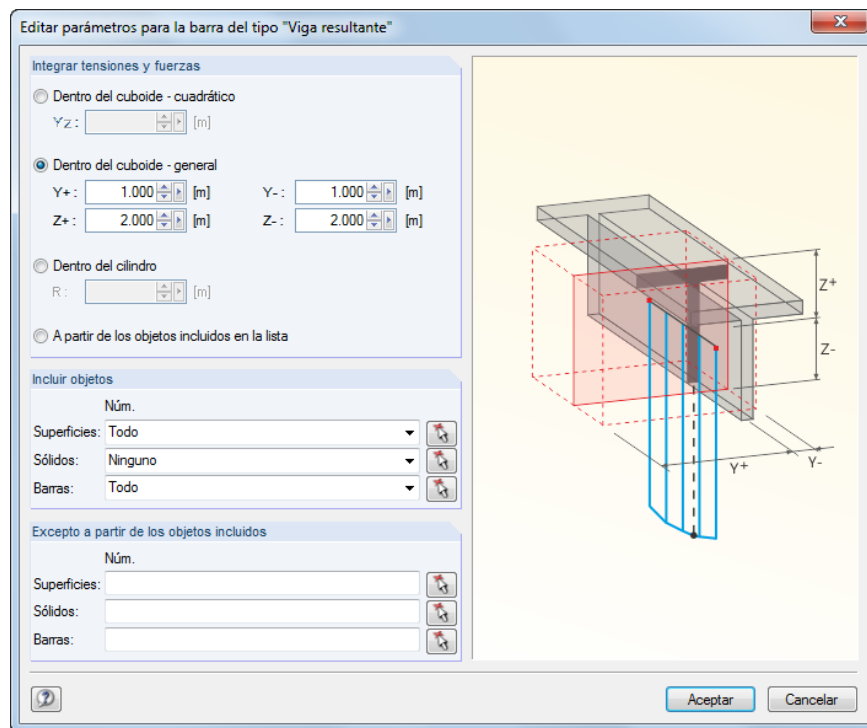 Editar parámetros para la barra del tipo "Viga resultante"
Integrar tensiones y fuerzas
Dentro del cuboide - cuadrático
Yz : [m]
Dentro del cuboide - general
Y+ : 1.000 [m] Y- : 1.000 [m]
Z+ : 2.000 [m] Z- : 2.000 [m]
Dentro del cilindro
R : [m]
A partir de los objetos incluidos en la lista
Incluir objetos
Núm.
Superficies: Todo
Sólidos: Ninguno
Barras: Todo
Excepto a partir de los objetos incluidos
Núm.
Superficies:
Sólidos:
Barras:
Z+
Z-
Y+
Y-
Aceptar Cancelar